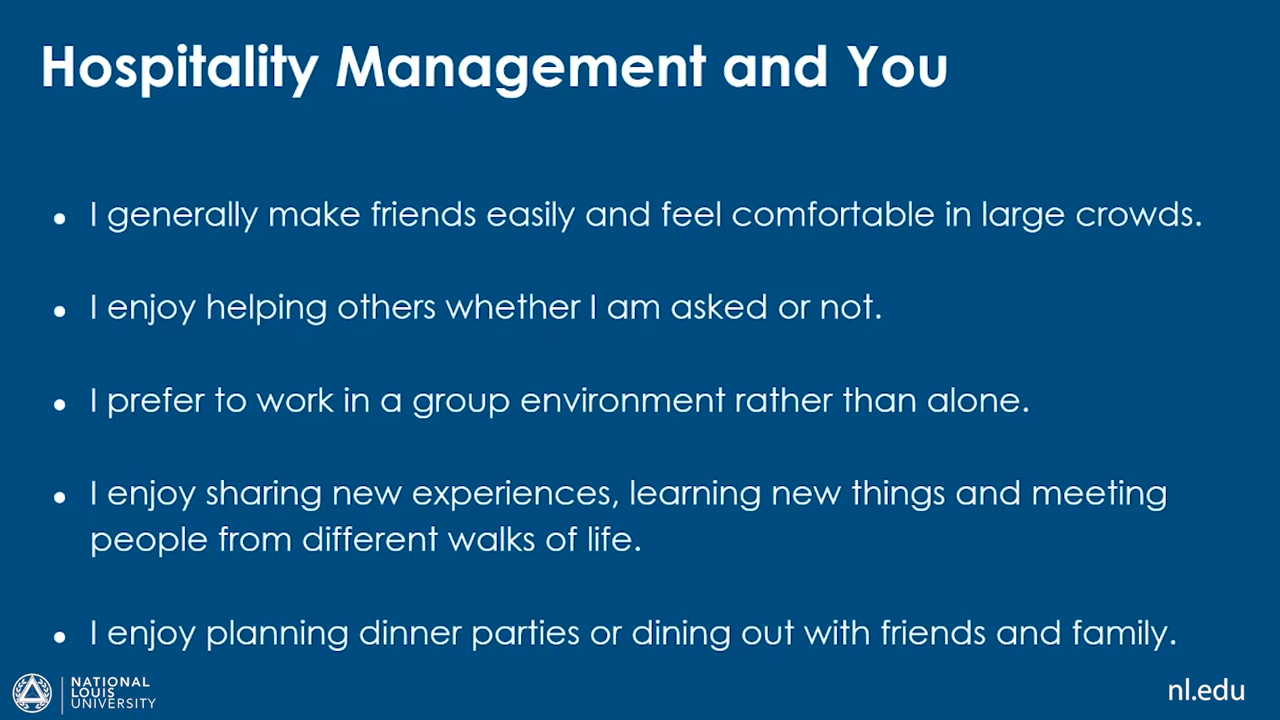 Hospitality Management and You
• I generally make friends easily and feel comfortable in large crowds.
• I enjoy helping others whether I am asked or not.
• I prefer to work in a group environment rather than alone.
• I enjoy sharing new experiences, learning new things and meeting
people from different walks of life.
• I enjoy planning dinner parties or dining out with friends and family.
NATIONAL
LOUIS
UNIVERSITY
nl.edu